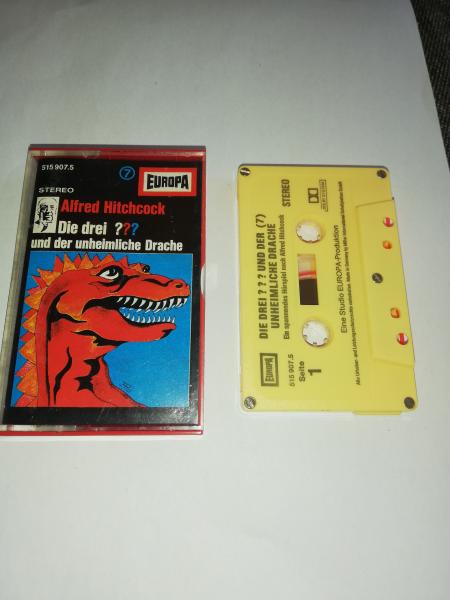 515 907.5
7
EUROPA
STEREO
Alfred Hitchcock
Die drei ???
und der unheimliche Drache
DIE DREI ? ? ? UND DER (7)
UNHEIMLICHE DRACHE
Ein spannendes Hörspiel nach Alfred Hitchcock
STEREO
EUROPA
515 907.5
Seite
1
Eine Studio EUROPA-Produktion